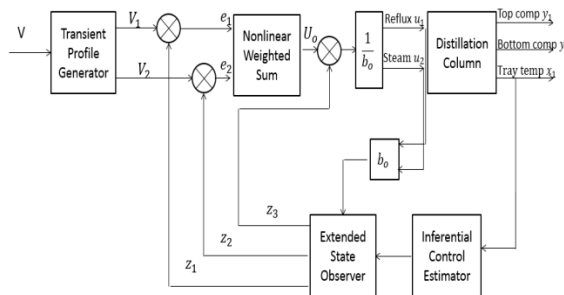 V
Transient
Profile
Generator
V₁
V₂
e₁
e₂
Nonlinear
Weighted
Sum
Uₒ
1
bₒ
Reflux u₁
Steam u₂
Distillation
Column
Top comp y₁
Bottom comp y
Tray temp x₁
bₒ
z₃
z₂
z₁
Extended
State
Observer
Inferential
Control
Estimator